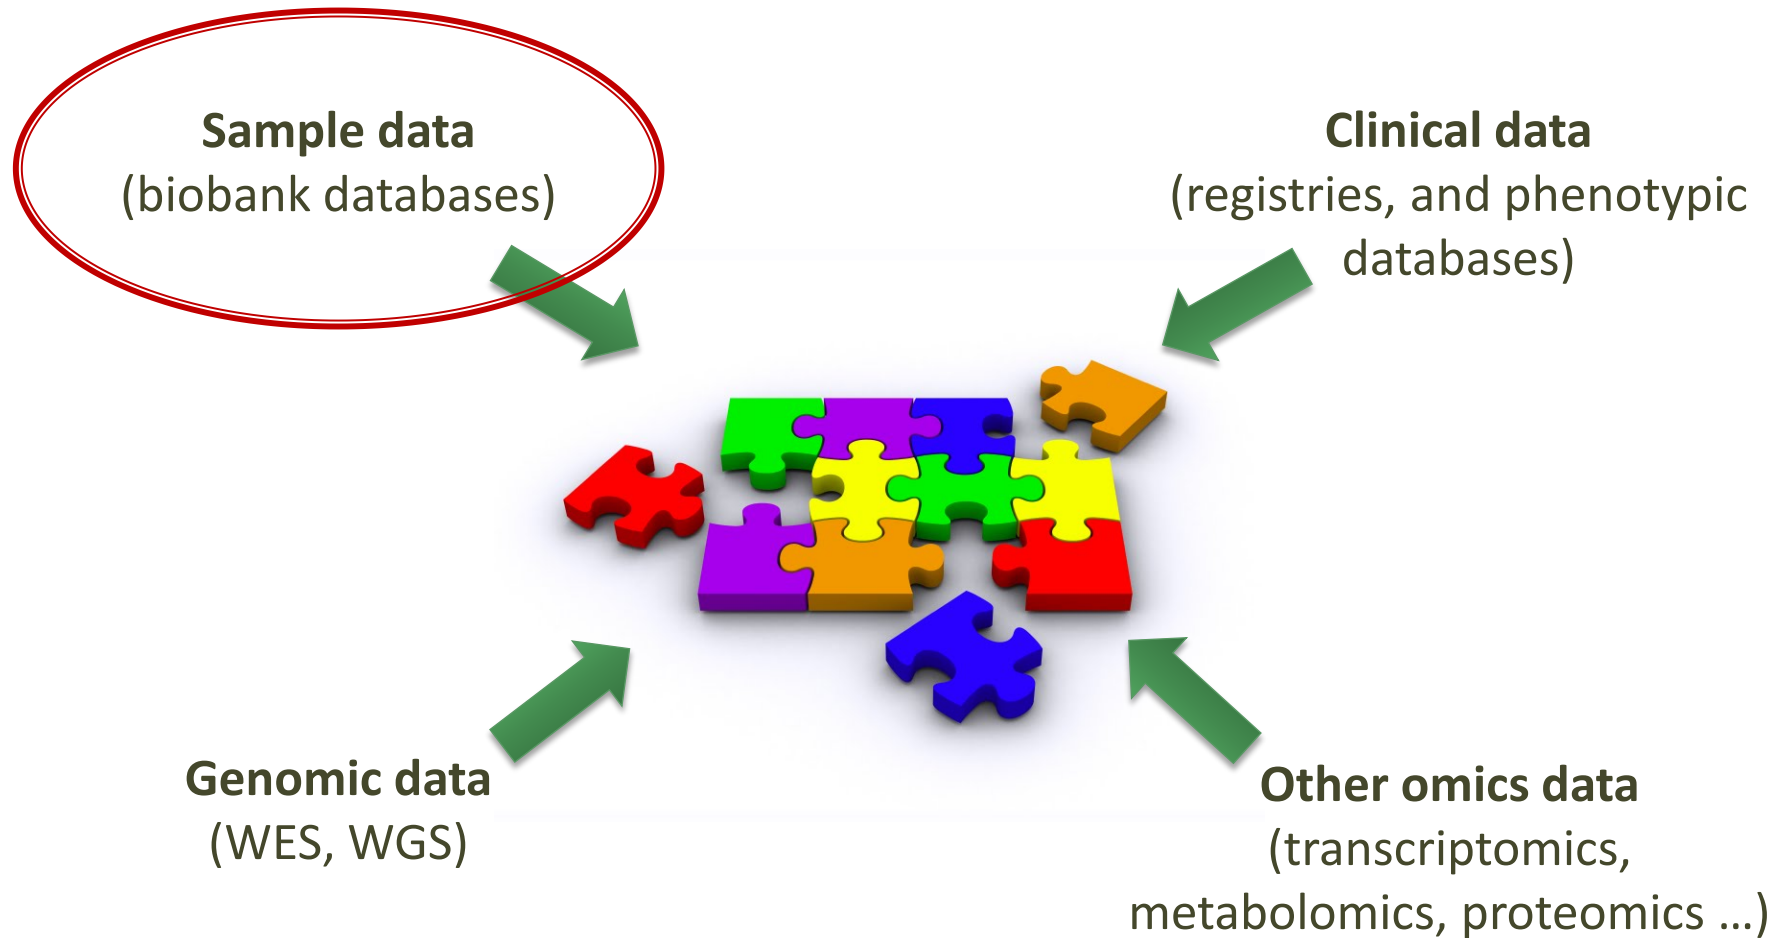 Sample data
(biobank databases)
Clinical data
(registries, and phenotypic
databases)
Genomic data
(WES, WGS)
Other omics data
(transcriptomics,
metabolomics, proteomics ...)